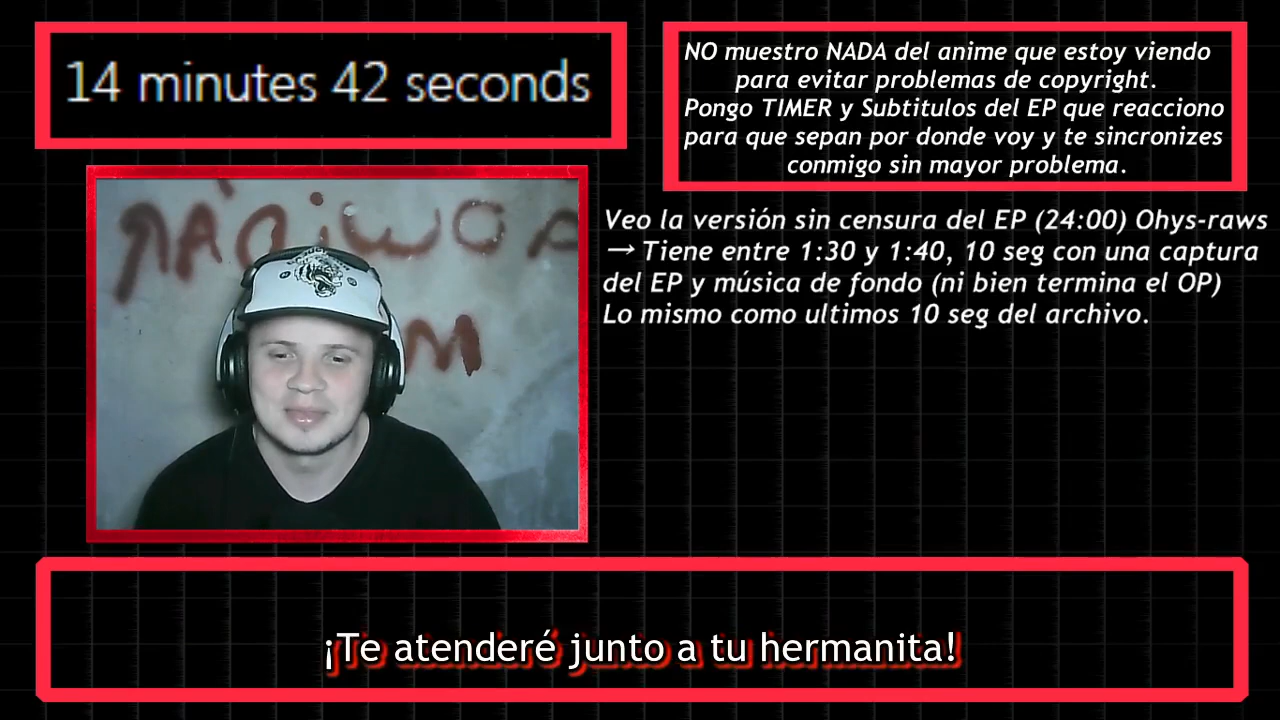 14 minutes 42 seconds
NO muestro NADA del anime que estoy viendo
para evitar problemas de copyright.
Pongo TIMER y Subtitulos del EP que reacciono
para que sepan por donde voy y te sincronizes
conmigo sin mayor problema.
Veo la versión sin censura del EP (24:00) Ohys-raws
→ Tiene entre 1:30 y 1:40, 10 seg con una captura
del EP y música de fondo (ni bien termina el OP)
Lo mismo como ultimos 10 seg del archivo.
¡Te atenderé junto a tu hermanita!